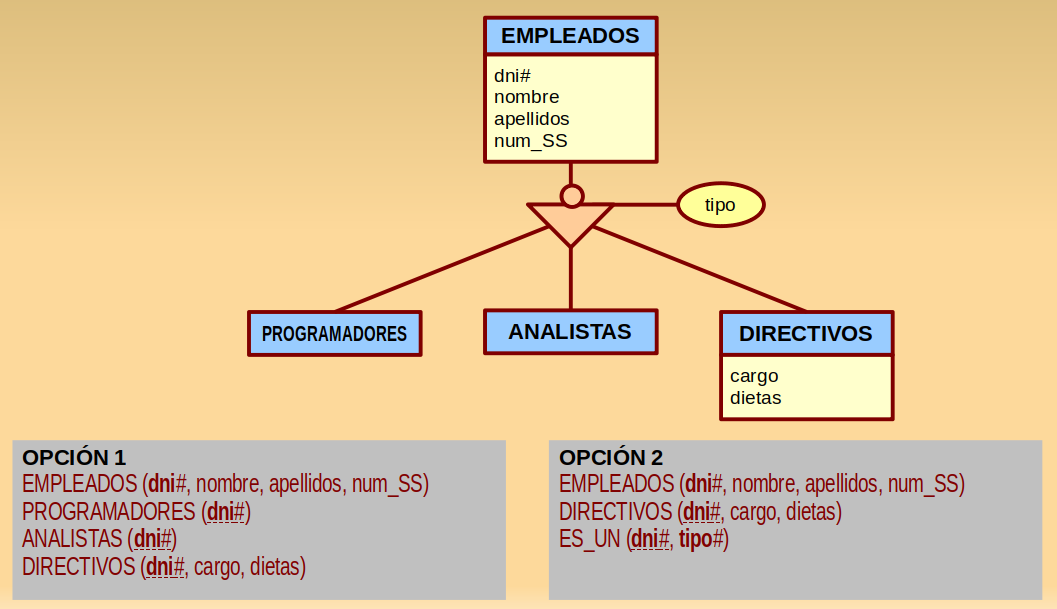 EMPLEADOS
dni#
nombre
apellidos
num_SS
tipo
PROGRAMADORES
ANALISTAS
DIRECTIVOS
cargo
dietas
OPCIÓN 1
EMPLEADOS (dni#, nombre, apellidos, num_SS)
PROGRAMADORES (dni#)
ANALISTAS (dni#)
DIRECTIVOS (dni#, cargo, dietas)
OPCIÓN 2
EMPLEADOS (dni#, nombre, apellidos, num_SS)
DIRECTIVOS (dni#, cargo, dietas)
ES_UN (dni#, tipo#)